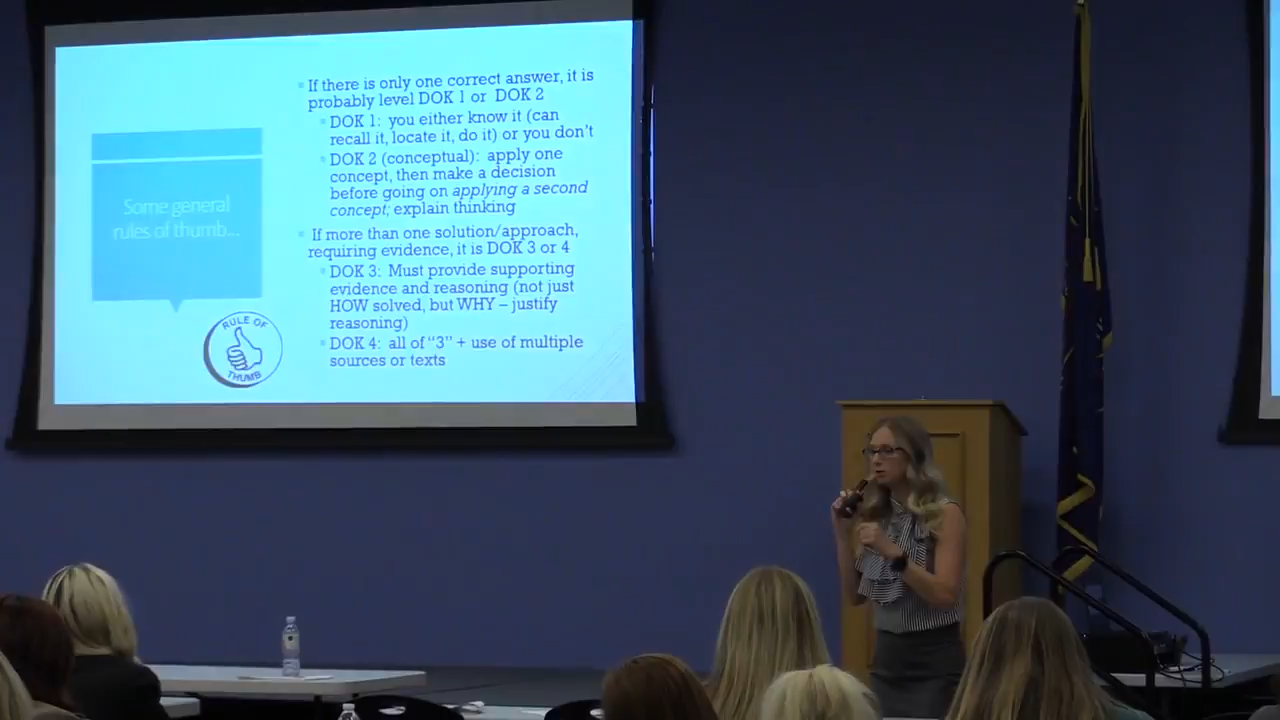 Some general
rules of thumb...
RULE OF
THUMB
If there is only one correct answer, it is
probably level DOK 1 or DOK 2
DOK 1: you either know it (can
recall it, locate it, do it) or you don't
DOK 2 (conceptual): apply one
concept, then make a decision
before going on applying a second
concept; explain thinking
If more than one solution/approach,
requiring evidence, it is DOK 3 or 4
DOK 3: Must provide supporting
evidence and reasoning (not just
HOW solved, but WHY – justify
reasoning)
DOK 4: all of "3" + use of multiple
sources or texts